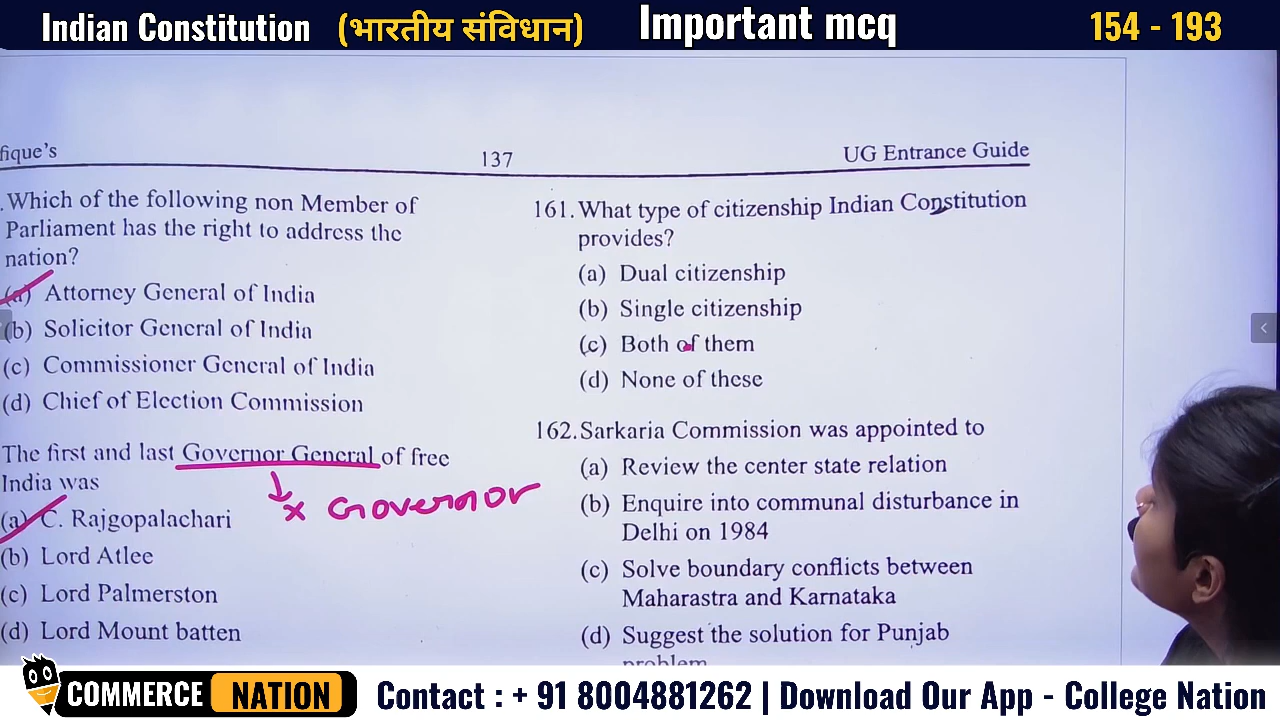 Indian Constitution (भारतीय संविधान) Important mcq 154 - 193
fique's 137 UG Entrance Guide
.Which of the following non Member of
Parliament has the right to address the
nation?
(a) Attorney General of India
(b) Solicitor General of India
(c) Commissioner General of India
(d) Chief of Election Commission
The first and last Governor General of free
India was
x Governor
(a) C. Rajgopalachari
(b) Lord Atlee
(c) Lord Palmerston
(d) Lord Mount batten
161. What type of citizenship Indian Constitution
provides?
(a) Dual citizenship
(b) Single citizenship
(c) Both of them
(d) None of these
162. Sarkaria Commission was appointed to
(a) Review the center state relation
(b) Enquire into communal disturbance in
Delhi on 1984
(c) Solve boundary conflicts between
Maharastra and Karnataka
(d) Suggest the solution for Punjab
problem
COMMERCE NATION Contact : + 91 8004881262 | Download Our App - College Nation